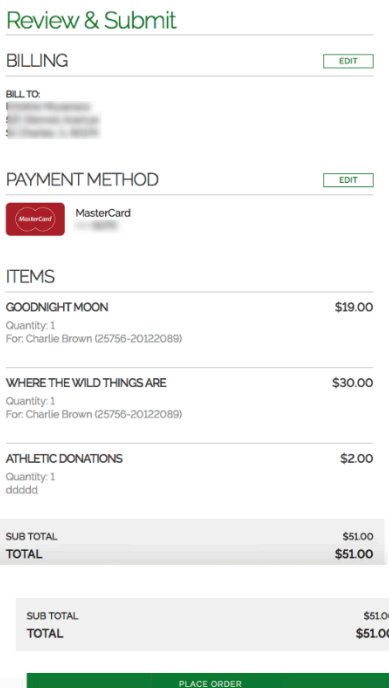 Review & Submit
BILLING
EDIT
BILL TO:
PAYMENT METHOD
EDIT
MasterCard
MasterCard
ITEMS
GOODNIGHT MOON $19.00
Quantity: 1
For: Charlie Brown (25756-20122089)
WHERE THE WILD THINGS ARE $30.00
Quantity: 1
For: Charlie Brown (25756-20122089)
ATHLETIC DONATIONS $2.00
Quantity: 1
ddddd
SUB TOTAL $51.00
TOTAL $51.00
SUB TOTAL $51.00
TOTAL $51.00
PLACE ORDER